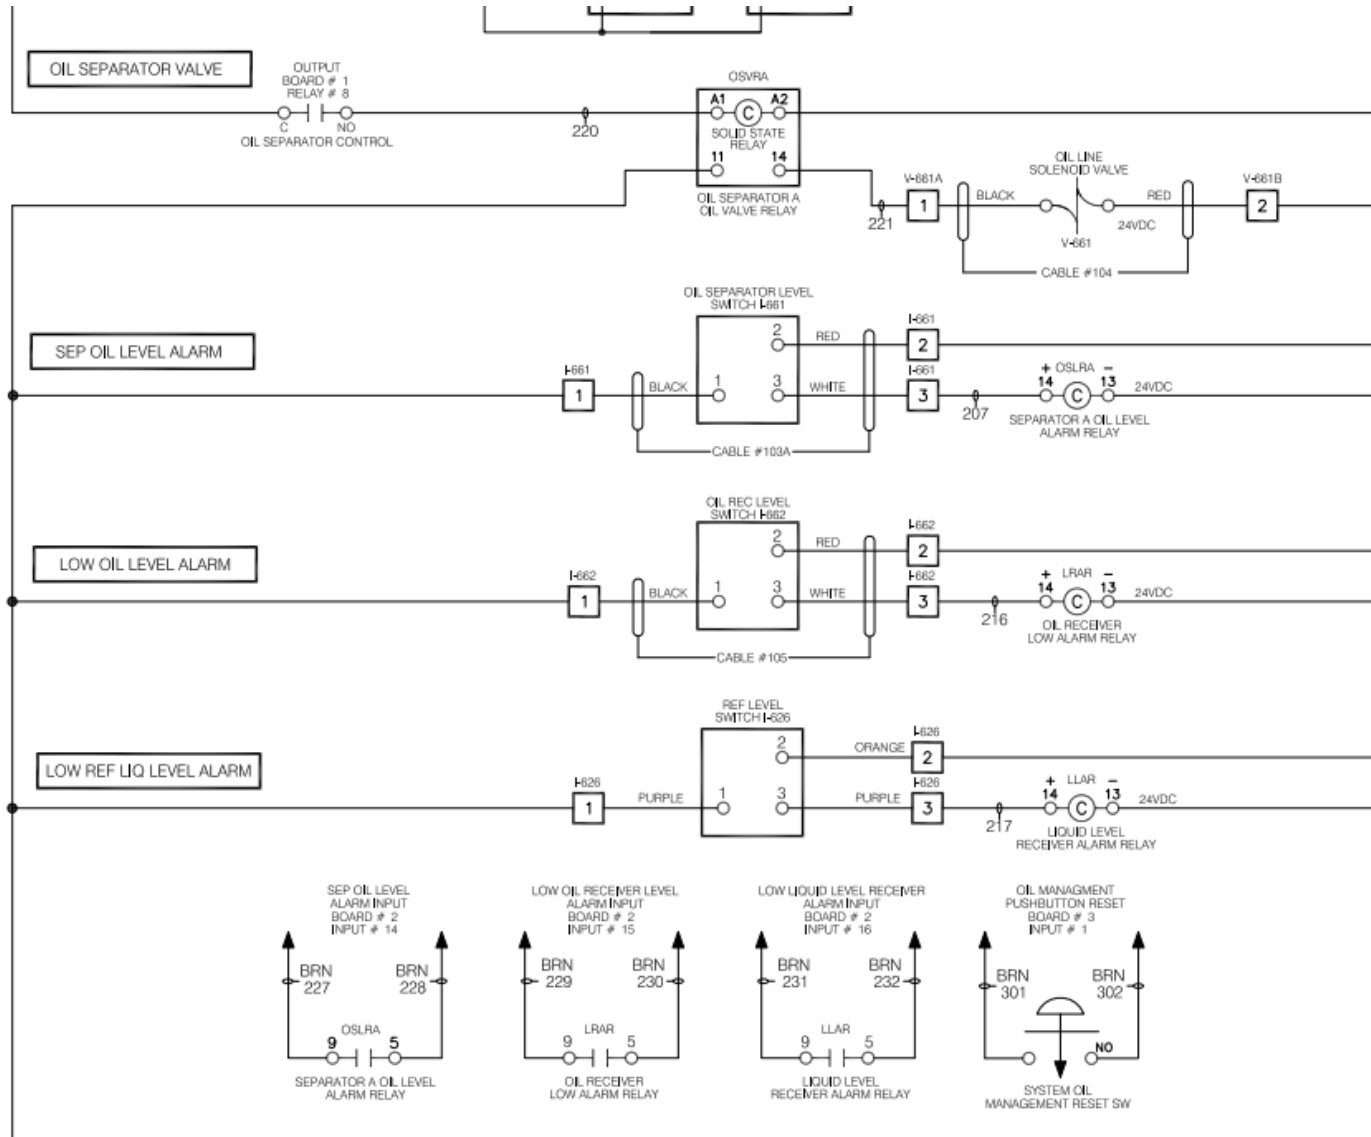 OIL SEPARATOR VALVE
OUTPUT
BOARD # 1
RELAY # 8
C
NO
OIL SEPARATOR CONTROL
220
OSVRA
A1
C
A2
SOLID STATE
RELAY
11
14
OIL SEPARATOR A
OIL VALVE RELAY
221
V-661A
1
BLACK
OIL LINE
SOLENOID VALVE
V-661
RED
24VDC
V-661B
2
CABLE #104
SEP OIL LEVEL ALARM
OIL SEPARATOR LEVEL
SWITCH I-661
2
RED
I-661
2
I-661
1
BLACK
1
3
WHITE
I-661
3
207
+ OSLRA -
14
C
13
24VDC
SEPARATOR A OIL LEVEL
ALARM RELAY
CABLE #103A
LOW OIL LEVEL ALARM
OIL REC LEVEL
SWITCH I-662
2
RED
I-662
2
I-662
1
BLACK
1
3
WHITE
I-662
3
216
+ LRAR -
14
C
13
24VDC
OIL RECEIVER
LOW ALARM RELAY
CABLE #105
LOW REF LIQ LEVEL ALARM
REF LEVEL
SWITCH I-626
2
ORANGE
I-626
2
I-626
1
PURPLE
1
3
PURPLE
I-626
3
217
+ LLAR -
14
C
13
24VDC
LIQUID LEVEL
RECEIVER ALARM RELAY
SEP OIL LEVEL
ALARM INPUT
BOARD # 2
INPUT # 14
BRN
227
BRN
228
OSLRA
9
5
SEPARATOR A OIL LEVEL
ALARM RELAY
LOW OIL RECEIVER LEVEL
ALARM INPUT
BOARD # 2
INPUT # 15
BRN
229
BRN
230
LRAR
9
5
OIL RECEIVER
LOW ALARM RELAY
LOW LIQUID LEVEL RECEIVER
ALARM INPUT
BOARD # 2
INPUT # 16
BRN
231
BRN
232
LLAR
9
5
LIQUID LEVEL
RECEIVER ALARM RELAY
OIL MANAGMENT
PUSHBUTTON RESET
BOARD # 3
INPUT # 1
BRN
301
BRN
302
NO
SYSTEM OIL
MANAGEMENT RESET SW